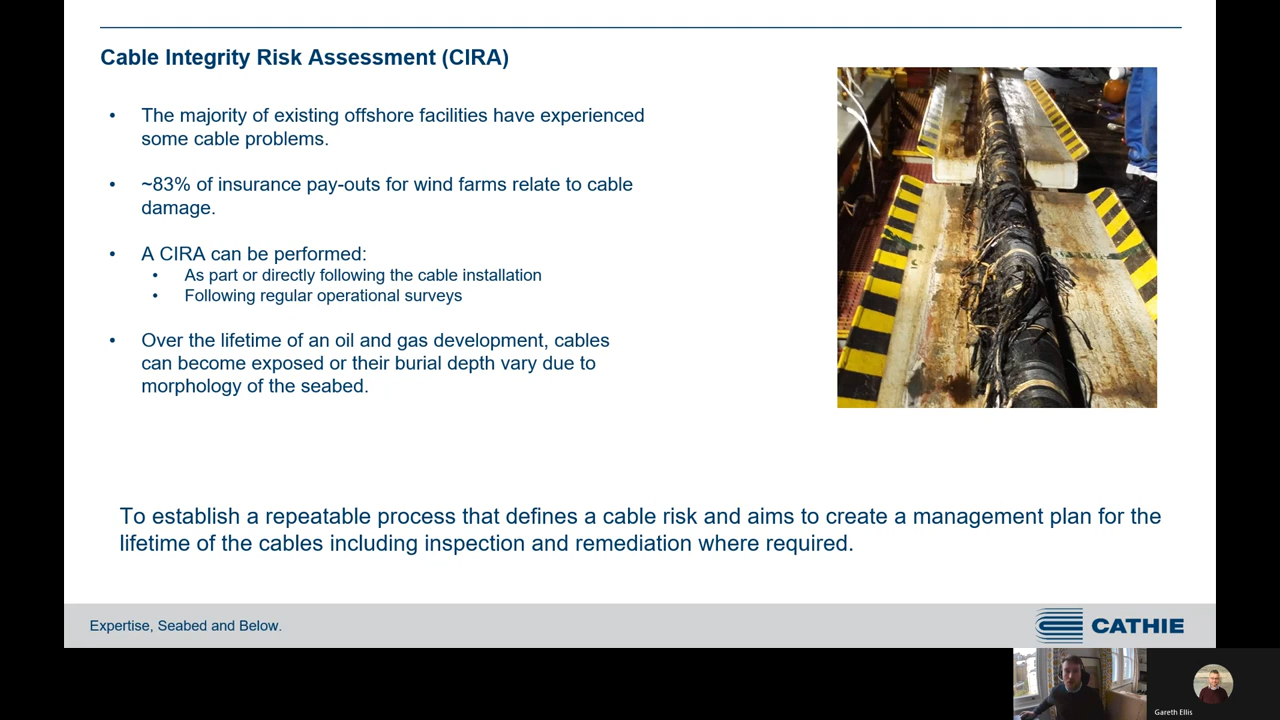 Cable Integrity Risk Assessment (CIRA)
• The majority of existing offshore facilities have experienced
some cable problems.
• ~83% of insurance pay-outs for wind farms relate to cable
damage.
• A CIRA can be performed:
• As part or directly following the cable installation
• Following regular operational surveys
• Over the lifetime of an oil and gas development, cables
can become exposed or their burial depth vary due to
morphology of the seabed.
To establish a repeatable process that defines a cable risk and aims to create a management plan for the
lifetime of the cables including inspection and remediation where required.
Expertise, Seabed and Below.
CATHIE
Gareth Ellis